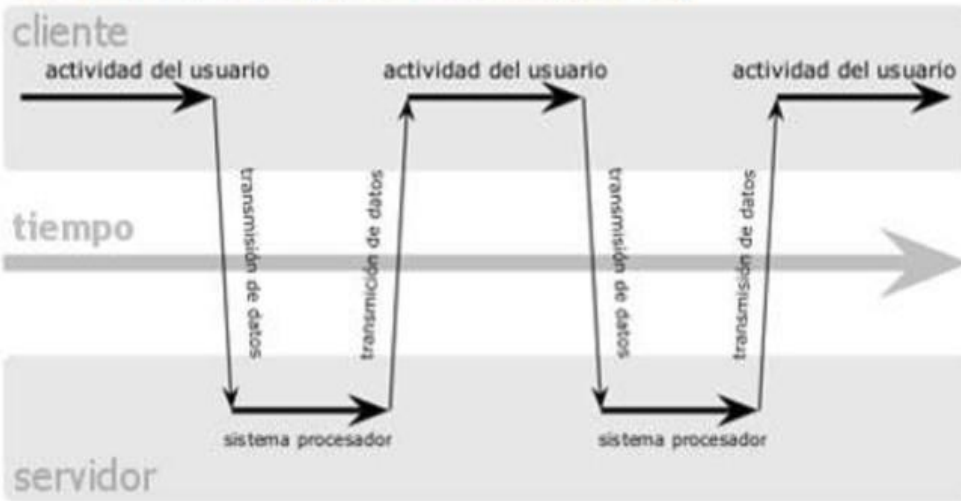 cliente
actividad del usuario
actividad del usuario
actividad del usuario
transmisión de datos
transmición de datos
transmisión de datos
transmisión de datos
tiempo
sistema procesador
sistema procesador
servidor